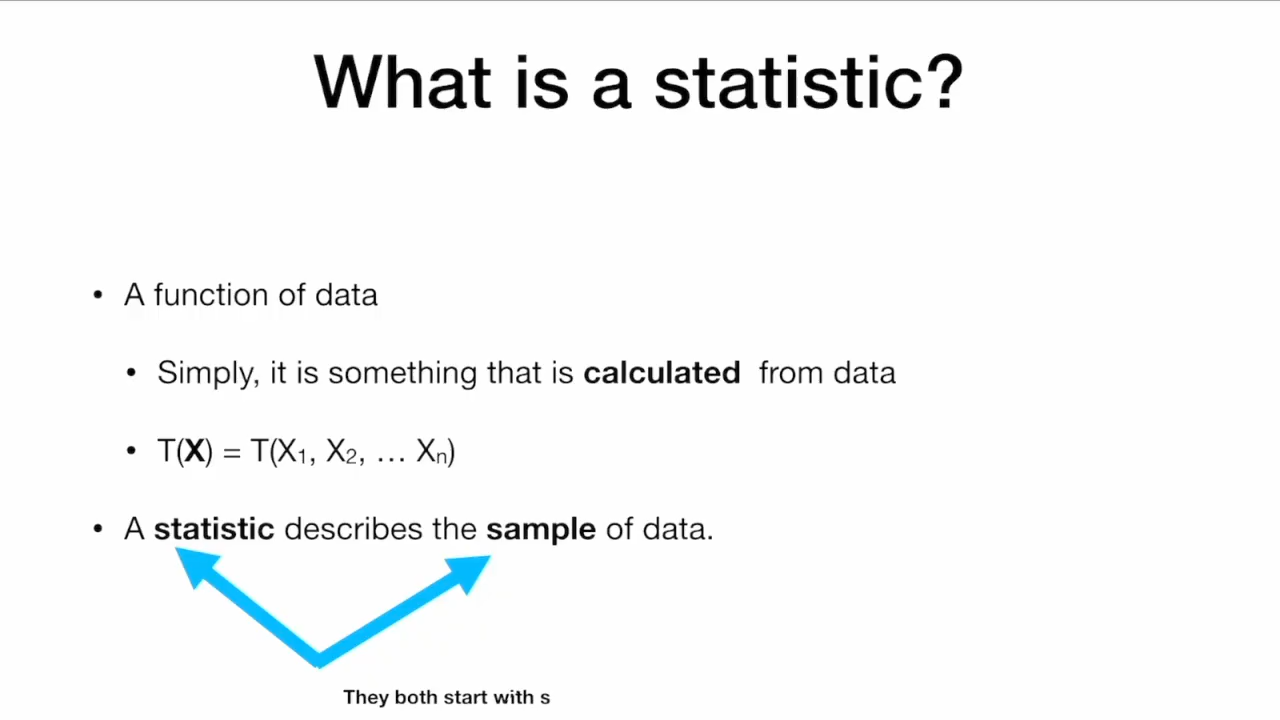 What is a statistic?
• A function of data
• Simply, it is something that is calculated from data
• T(X) = T(X₁, X₂, … Xₙ)
• A statistic describes the sample of data.
They both start with s